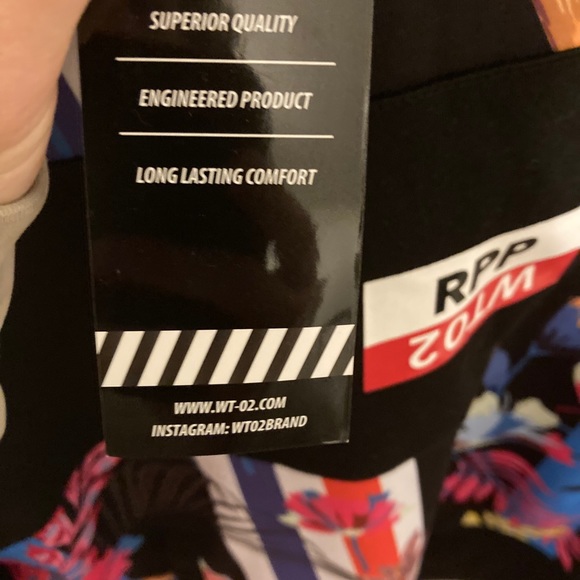 SUPERIOR QUALITY
ENGINEERED PRODUCT
LONG LASTING COMFORT
RPP
WT02
WWW.WT-02.COM
INSTAGRAM: WT02BRAND